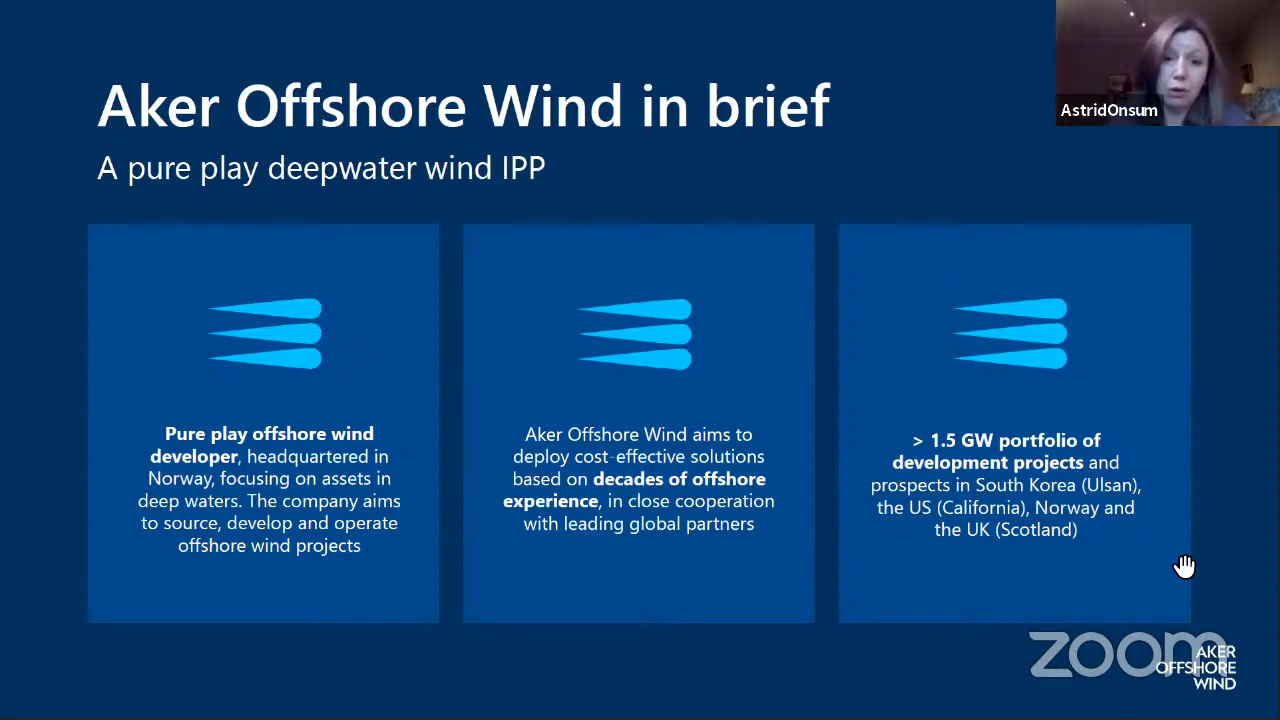 Aker Offshore Wind in brief
A pure play deepwater wind IPP
AstridOnsum
Pure play offshore wind
developer, headquartered in
Norway, focusing on assets in
deep waters. The company aims
to source, develop and operate
offshore wind projects
Aker Offshore Wind aims to
deploy cost-effective solutions
based on decades of offshore
experience, in close cooperation
with leading global partners
> 1.5 GW portfolio of
development projects and
prospects in South Korea (Ulsan),
the US (California), Norway and
the UK (Scotland)
zoom
AKER
OFFSHORE
WIND